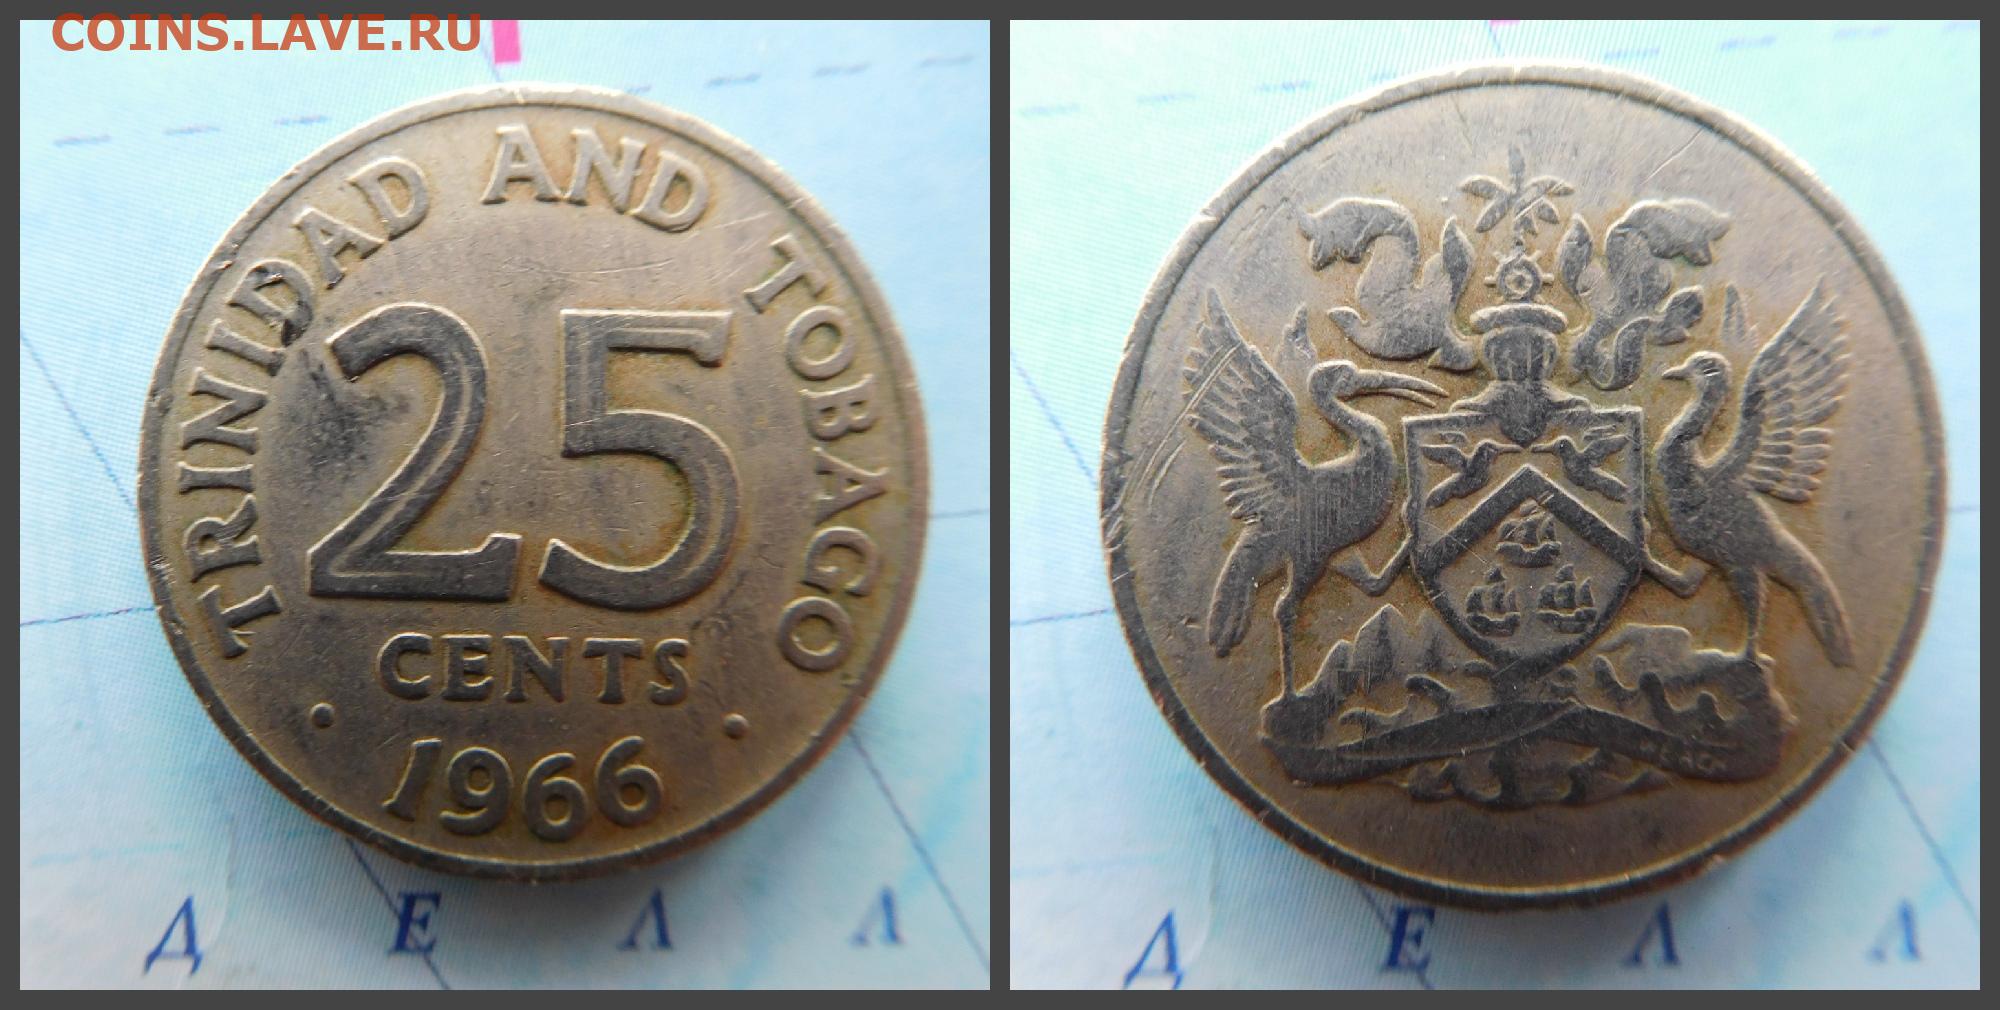 COINS.LAVE.RU
TRINIDAD AND TOBAGO
25
CENTS
1966
Д Е Л Л
Д Е Л Л